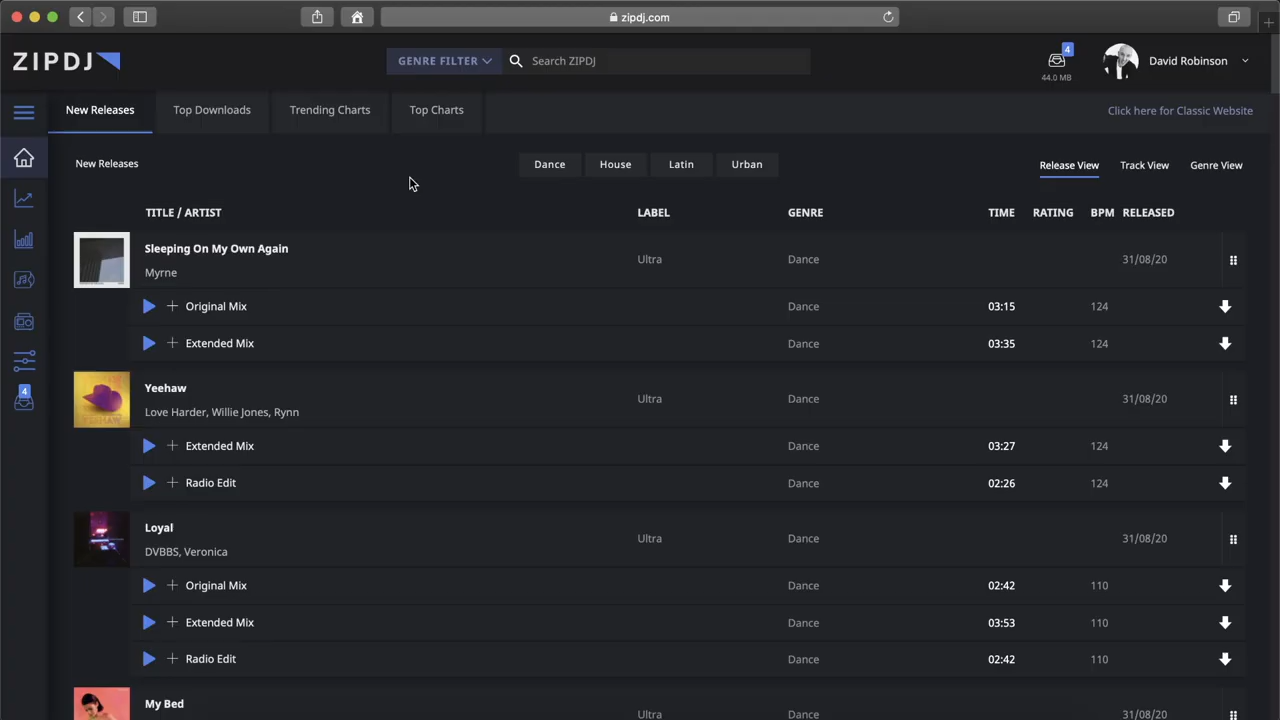 zipdj.com
ZIPDJ
GENRE FILTER
Search ZIPDJ
4
44.0 MB
David Robinson
New Releases
Top Downloads
Trending Charts
Top Charts
Click here for Classic Website
New Releases
Dance
House
Latin
Urban
Release View
Track View
Genre View
TITLE / ARTIST LABEL GENRE TIME RATING BPM RELEASED
Sleeping On My Own Again
Myrne
Ultra Dance 31/08/20
Original Mix Dance 03:15 124
Extended Mix Dance 03:35 124
Yeehaw
Love Harder, Willie Jones, Rynn
Ultra Dance 31/08/20
4
YEEHAW
Extended Mix Dance 03:27 124
Radio Edit Dance 02:26 124
Loyal
DVBBS, Veronica
Ultra Dance 31/08/20
Original Mix Dance 02:42 110
Extended Mix Dance 03:53 110
Radio Edit Dance 02:42 110
My Bed
Ultra Dance 31/08/20